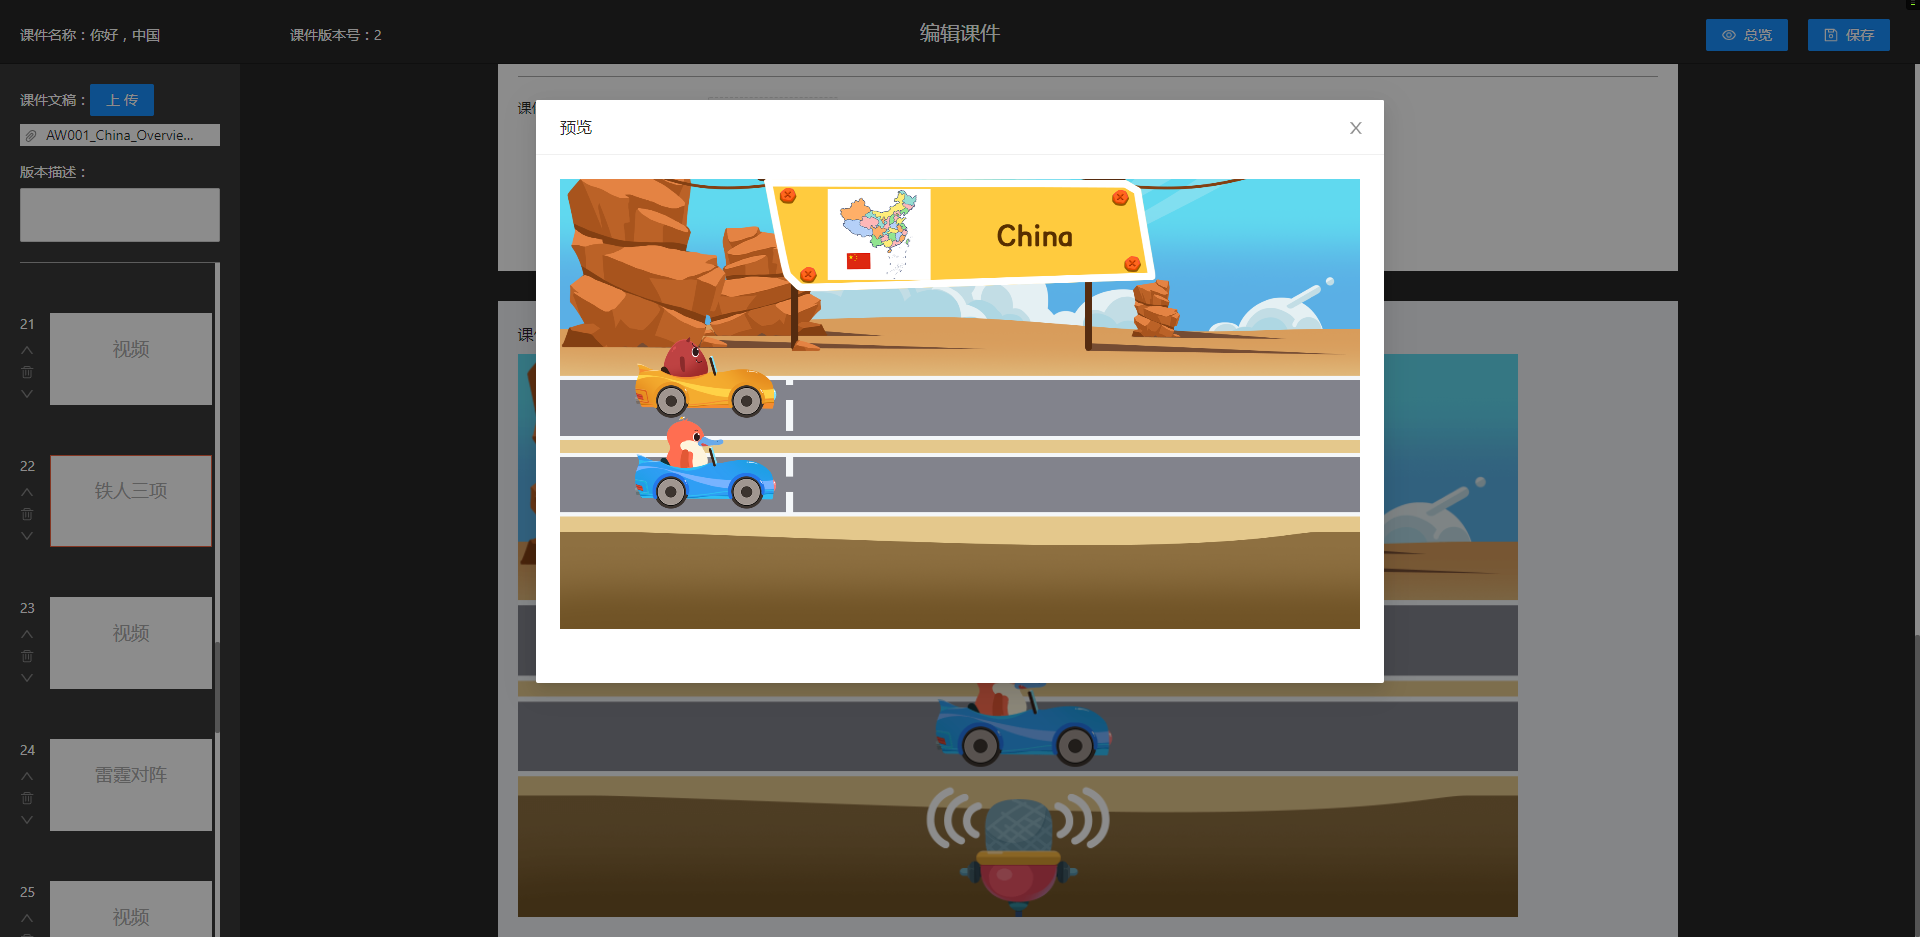 课件名称：你好，中国
课件版本号：2
编辑课件
总览
保存
课件文稿：
上 传
AW001_China_Overvie...
版本描述：
21
视频
22
铁人三项
23
视频
24
雷霆对阵
25
视频
预览
X
China